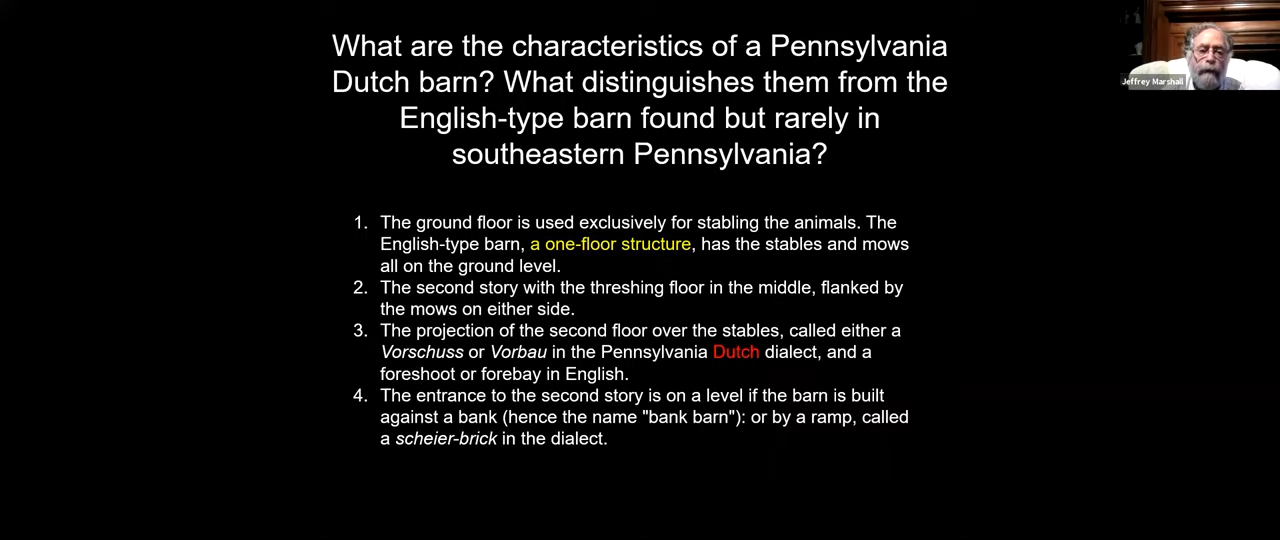 What are the characteristics of a Pennsylvania
Dutch barn? What distinguishes them from the
English-type barn found but rarely in
southeastern Pennsylvania?
Jeffrey Marshall
1. The ground floor is used exclusively for stabling the animals. The
English-type barn, a one-floor structure, has the stables and mows
all on the ground level.
2. The second story with the threshing floor in the middle, flanked by
the mows on either side.
3. The projection of the second floor over the stables, called either a
Vorschuss or Vorbau in the Pennsylvania Dutch dialect, and a
foreshoot or forebay in English.
4. The entrance to the second story is on a level if the barn is built
against a bank (hence the name "bank barn"): or by a ramp, called
a scheier-brick in the dialect.